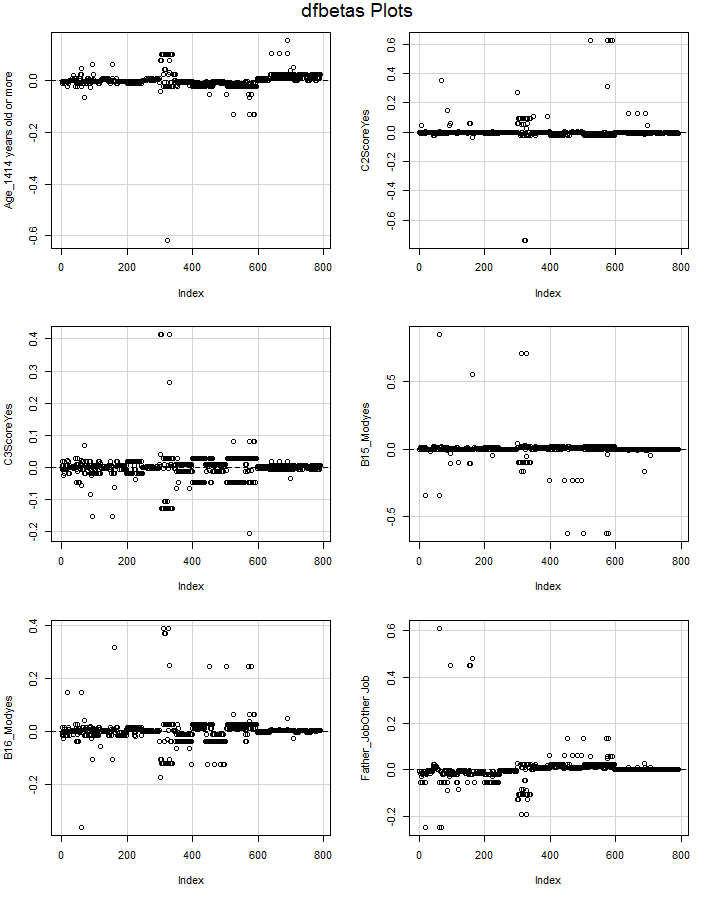 dfbetas Plots
Age_1414 years old or more
0.0
-0.2
-0.4
-0.6
0 200 400 600 800
Index
C2ScoreYes
0.6
0.4
0.2
0.0
-0.2
-0.4
-0.6
0 200 400 600 800
Index
C3ScoreYes
0.4
0.3
0.2
0.1
0.0
-0.1
-0.2
0 200 400 600 800
Index
B15_Modyes
0.5
0.0
-0.5
0 200 400 600 800
Index
B16_Modyes
0.4
0.2
0.0
-0.2
0 200 400 600 800
Index
Father_JobOther Job
0.6
0.4
0.2
0.0
-0.2
0 200 400 600 800
Index